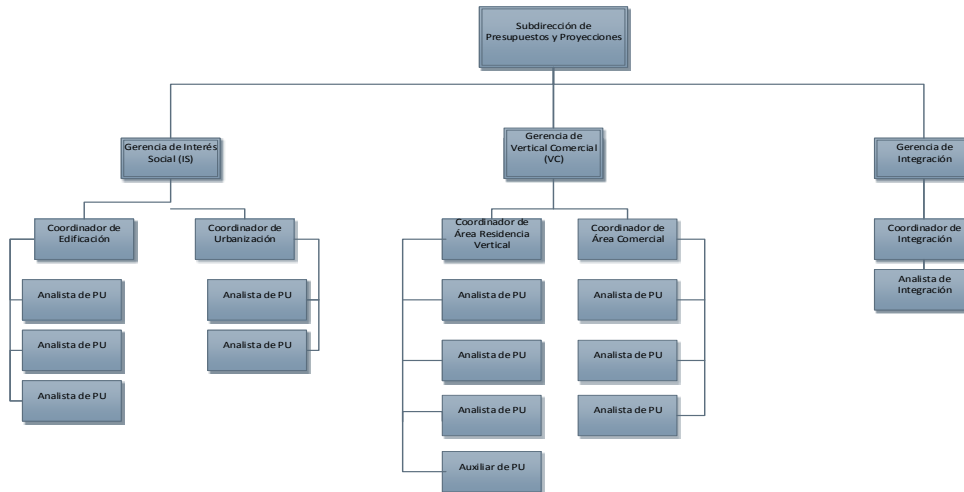 Subdirección de
Presupuestos y Proyecciones
Gerencia de Interés
Social (IS)
Gerencia de
Vertical Comercial
(VC)
Gerencia de
Integración
Coordinador de
Edificación
Coordinador de
Urbanización
Coordinador de
Área Residencia
Vertical
Coordinador de
Área Comercial
Coordinador de
Integración
Analista de PU
Analista de PU
Analista de PU
Analista de PU
Analista de PU
Analista de PU
Analista de PU
Analista de PU
Auxiliar de PU
Analista de PU
Analista de PU
Analista de PU
Analista de
Integración